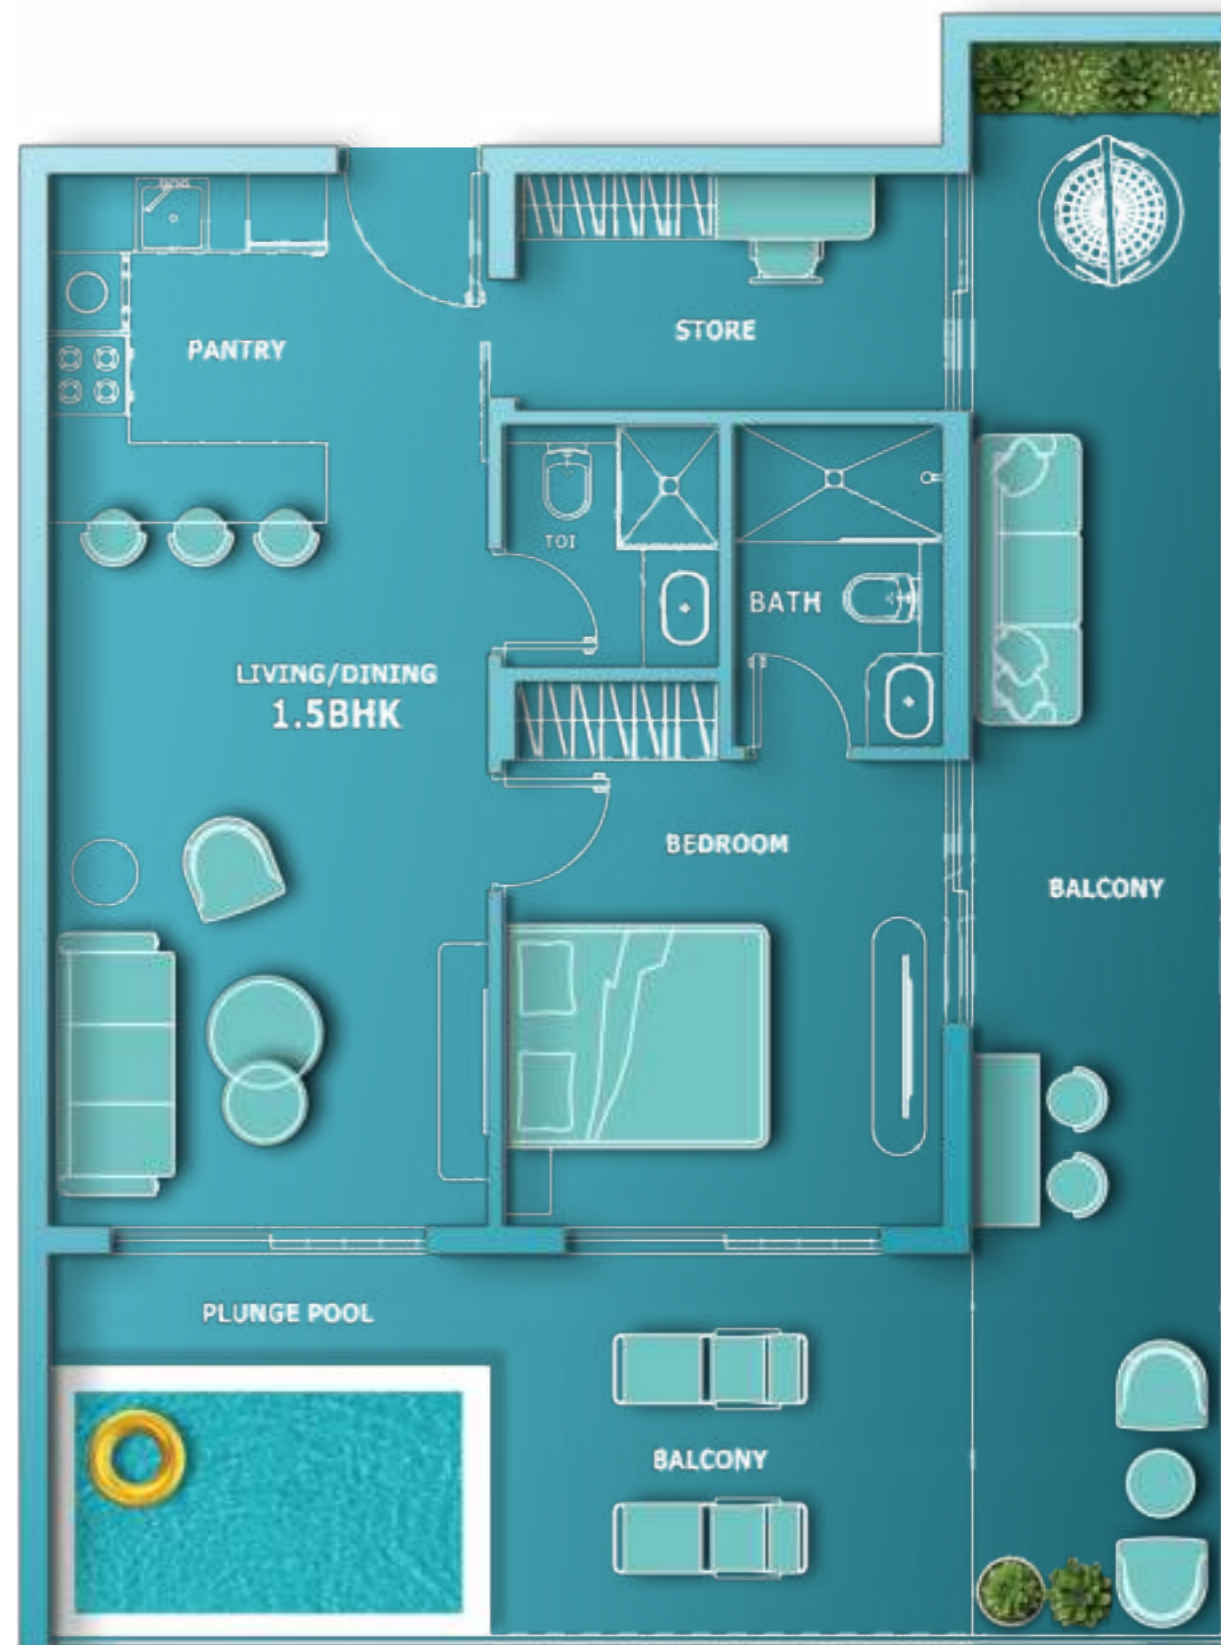 STORE
PANTRY
TOI
BATH
LIVING/DINING
1.5BHK
BEDROOM
BALCONY
PLUNGE POOL
BALCONY